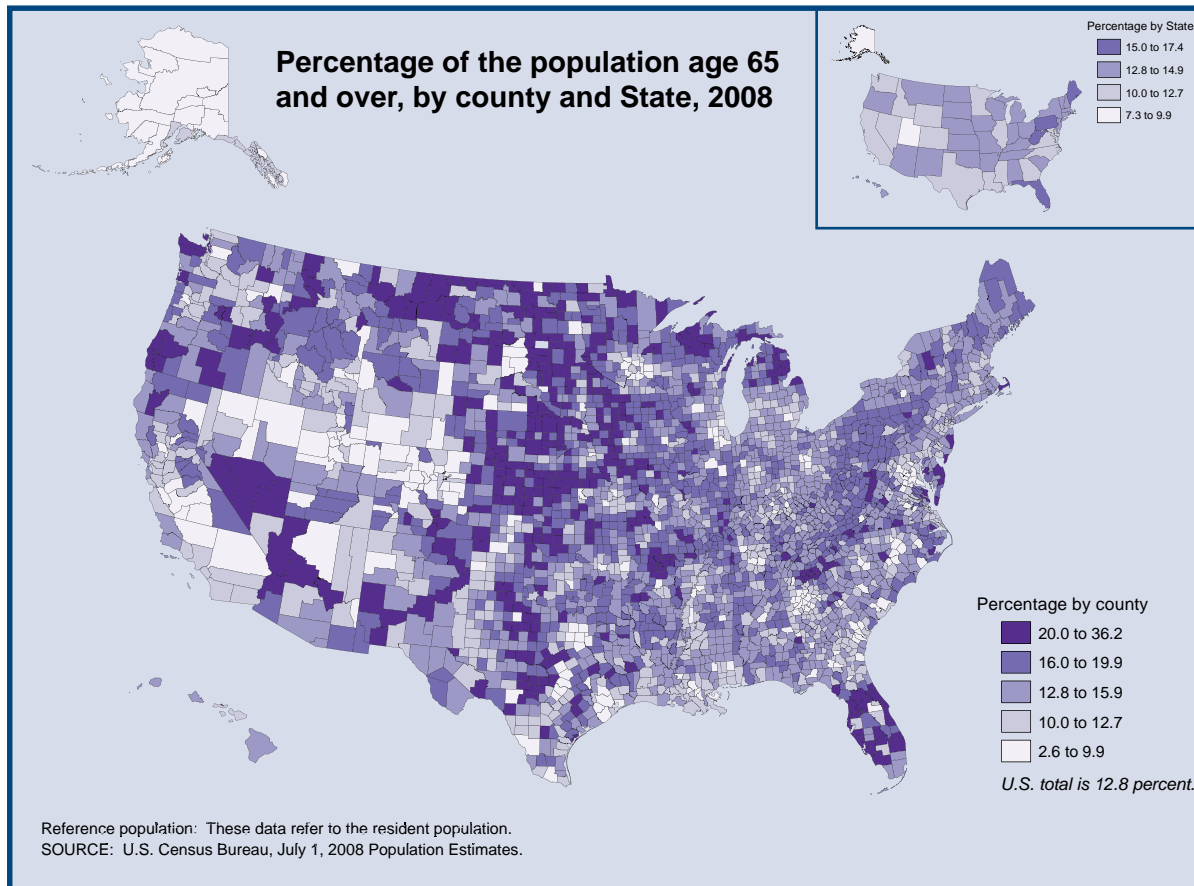 Percentage of the population age 65
and over, by county and State, 2008
Percentage by State
15.0 to 17.4
12.8 to 14.9
10.0 to 12.7
7.3 to 9.9
Percentage by county
20.0 to 36.2
16.0 to 19.9
12.8 to 15.9
10.0 to 12.7
2.6 to 9.9
U.S. total is 12.8 percent.
Reference population: These data refer to the resident population.
SOURCE: U.S. Census Bureau, July 1, 2008 Population Estimates.